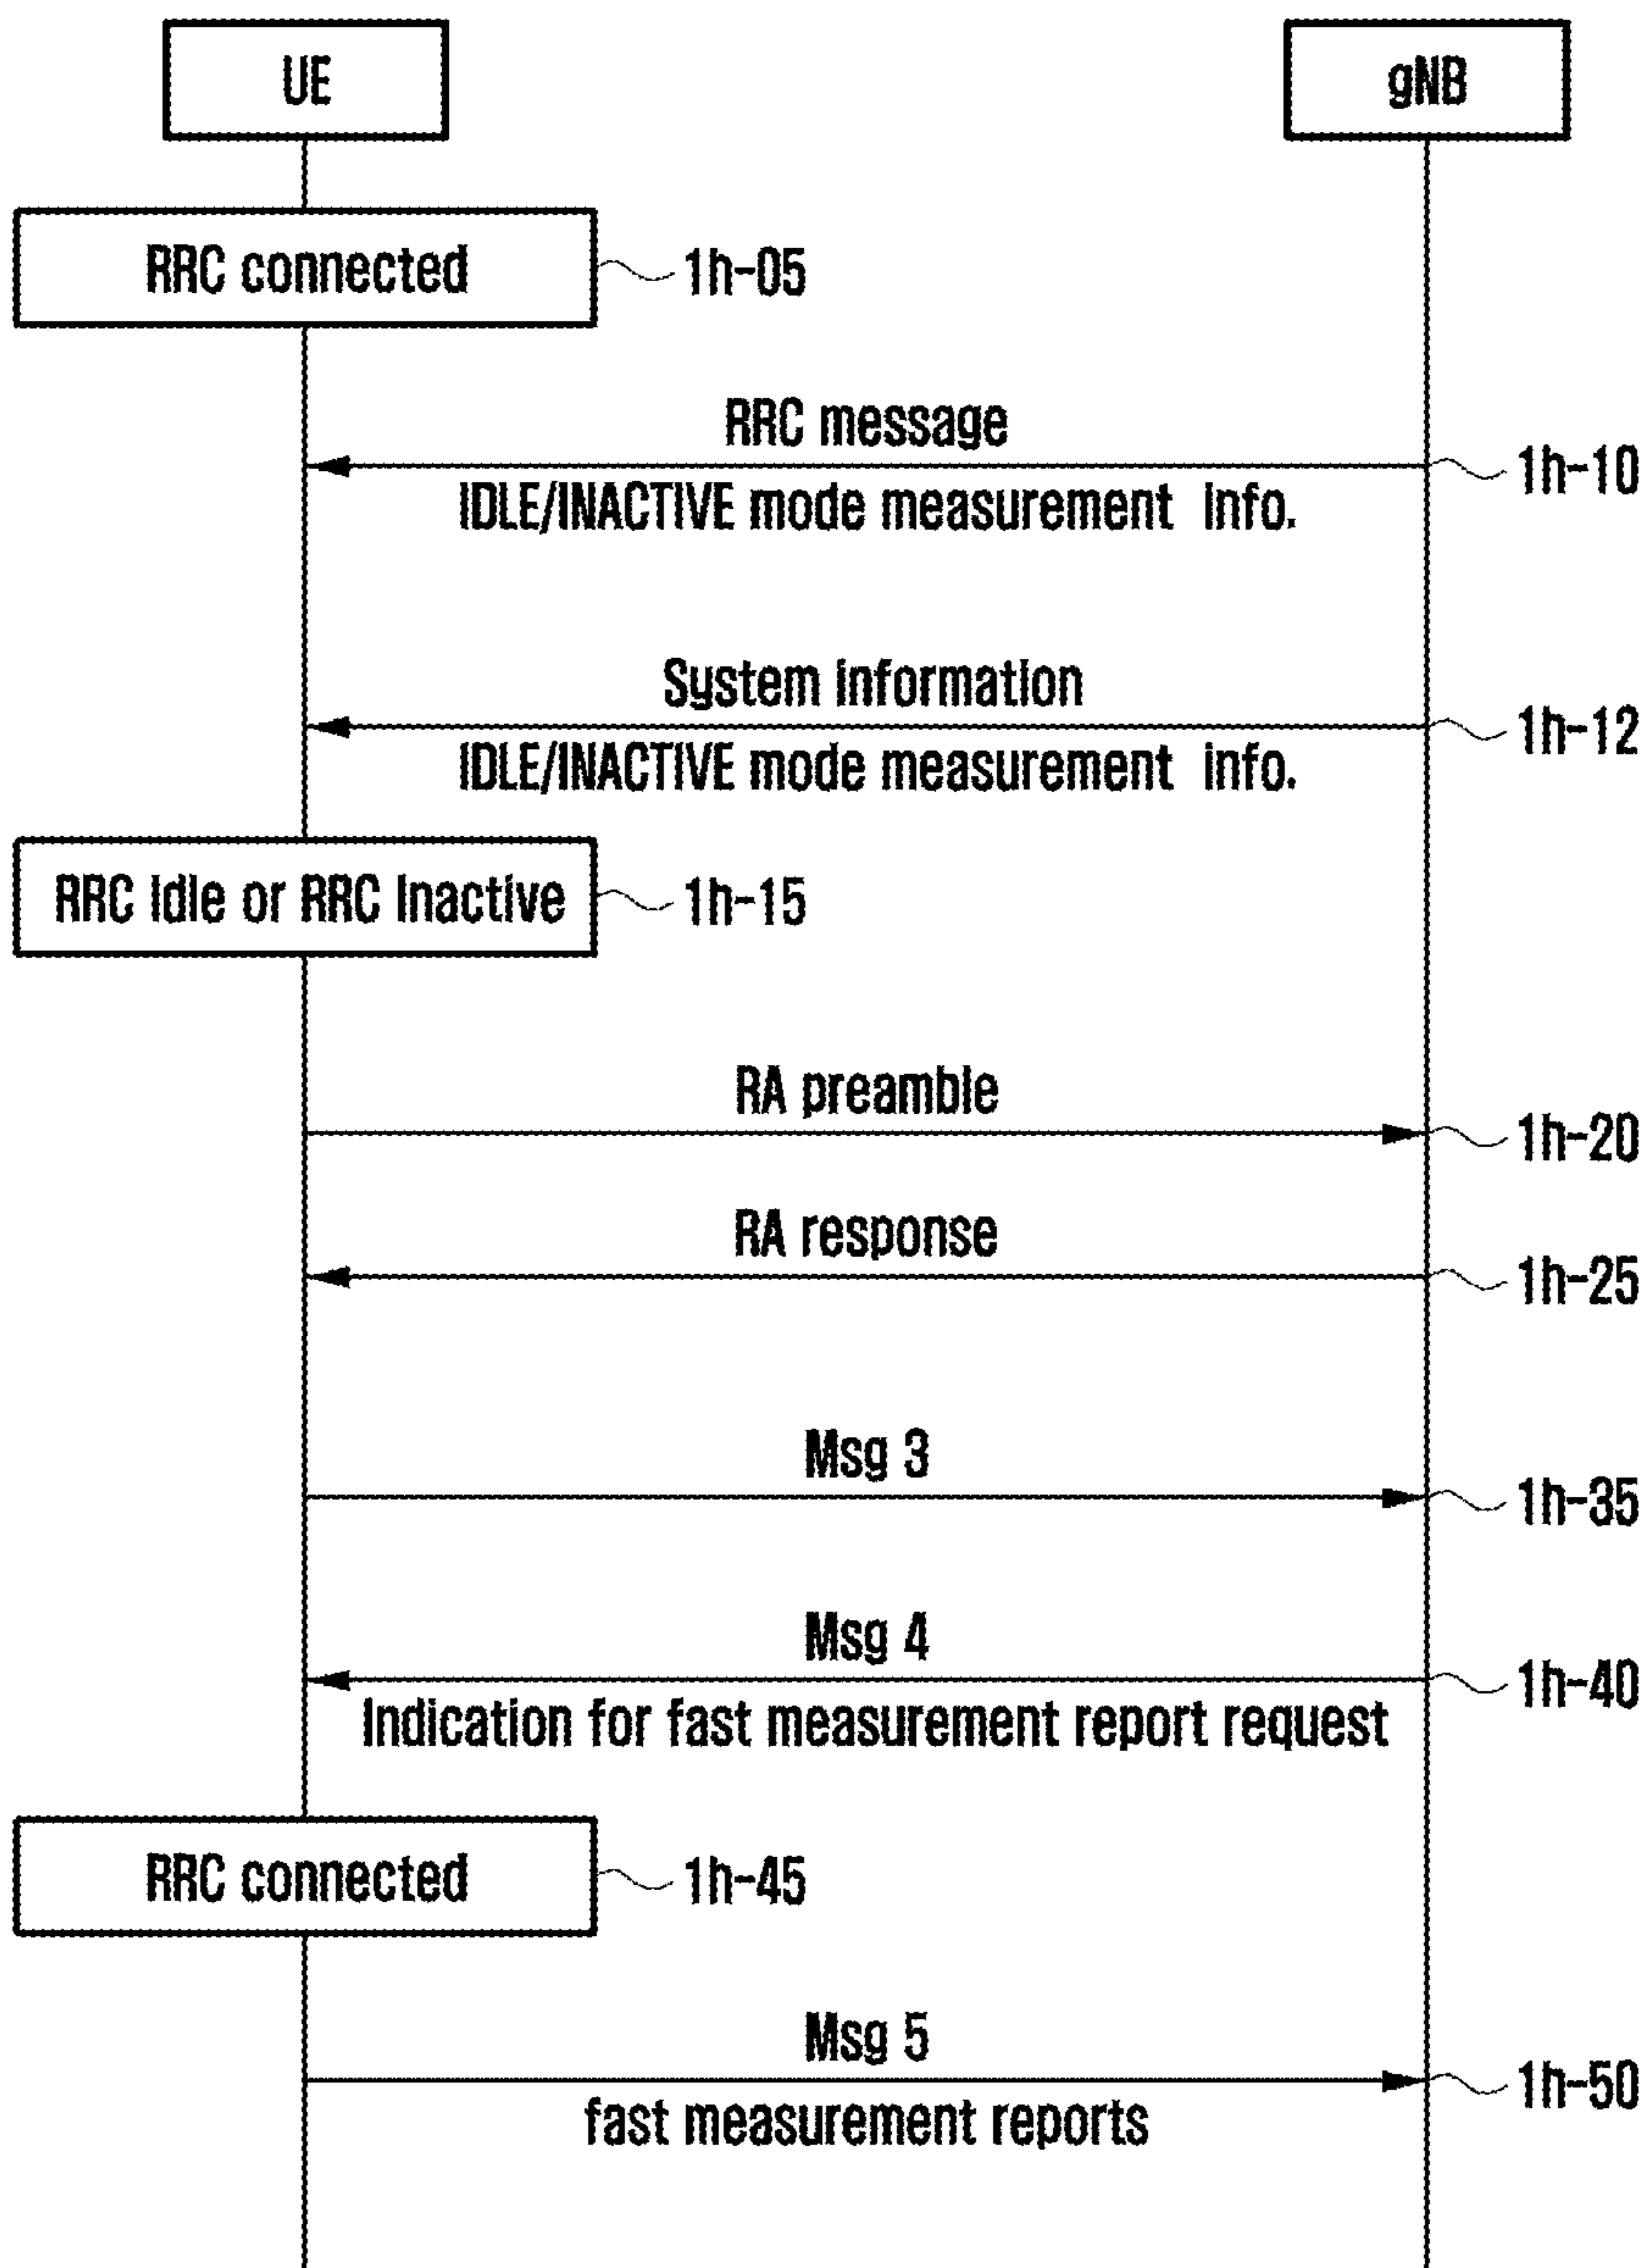 UE
gNB
RRC connected
1h-05
RRC message
1h-10
IDLE/INACTIVE mode measurement info.
System information
1h-12
IDLE/INACTIVE mode measurement info.
RRC Idle or RRC Inactive
1h-15
RA preamble
1h-20
RA response
1h-25
Msg 3
1h-35
Msg 4
1h-40
Indication for fast measurement report request
RRC connected
1h-45
Msg 5
1h-50
fast measurement reports